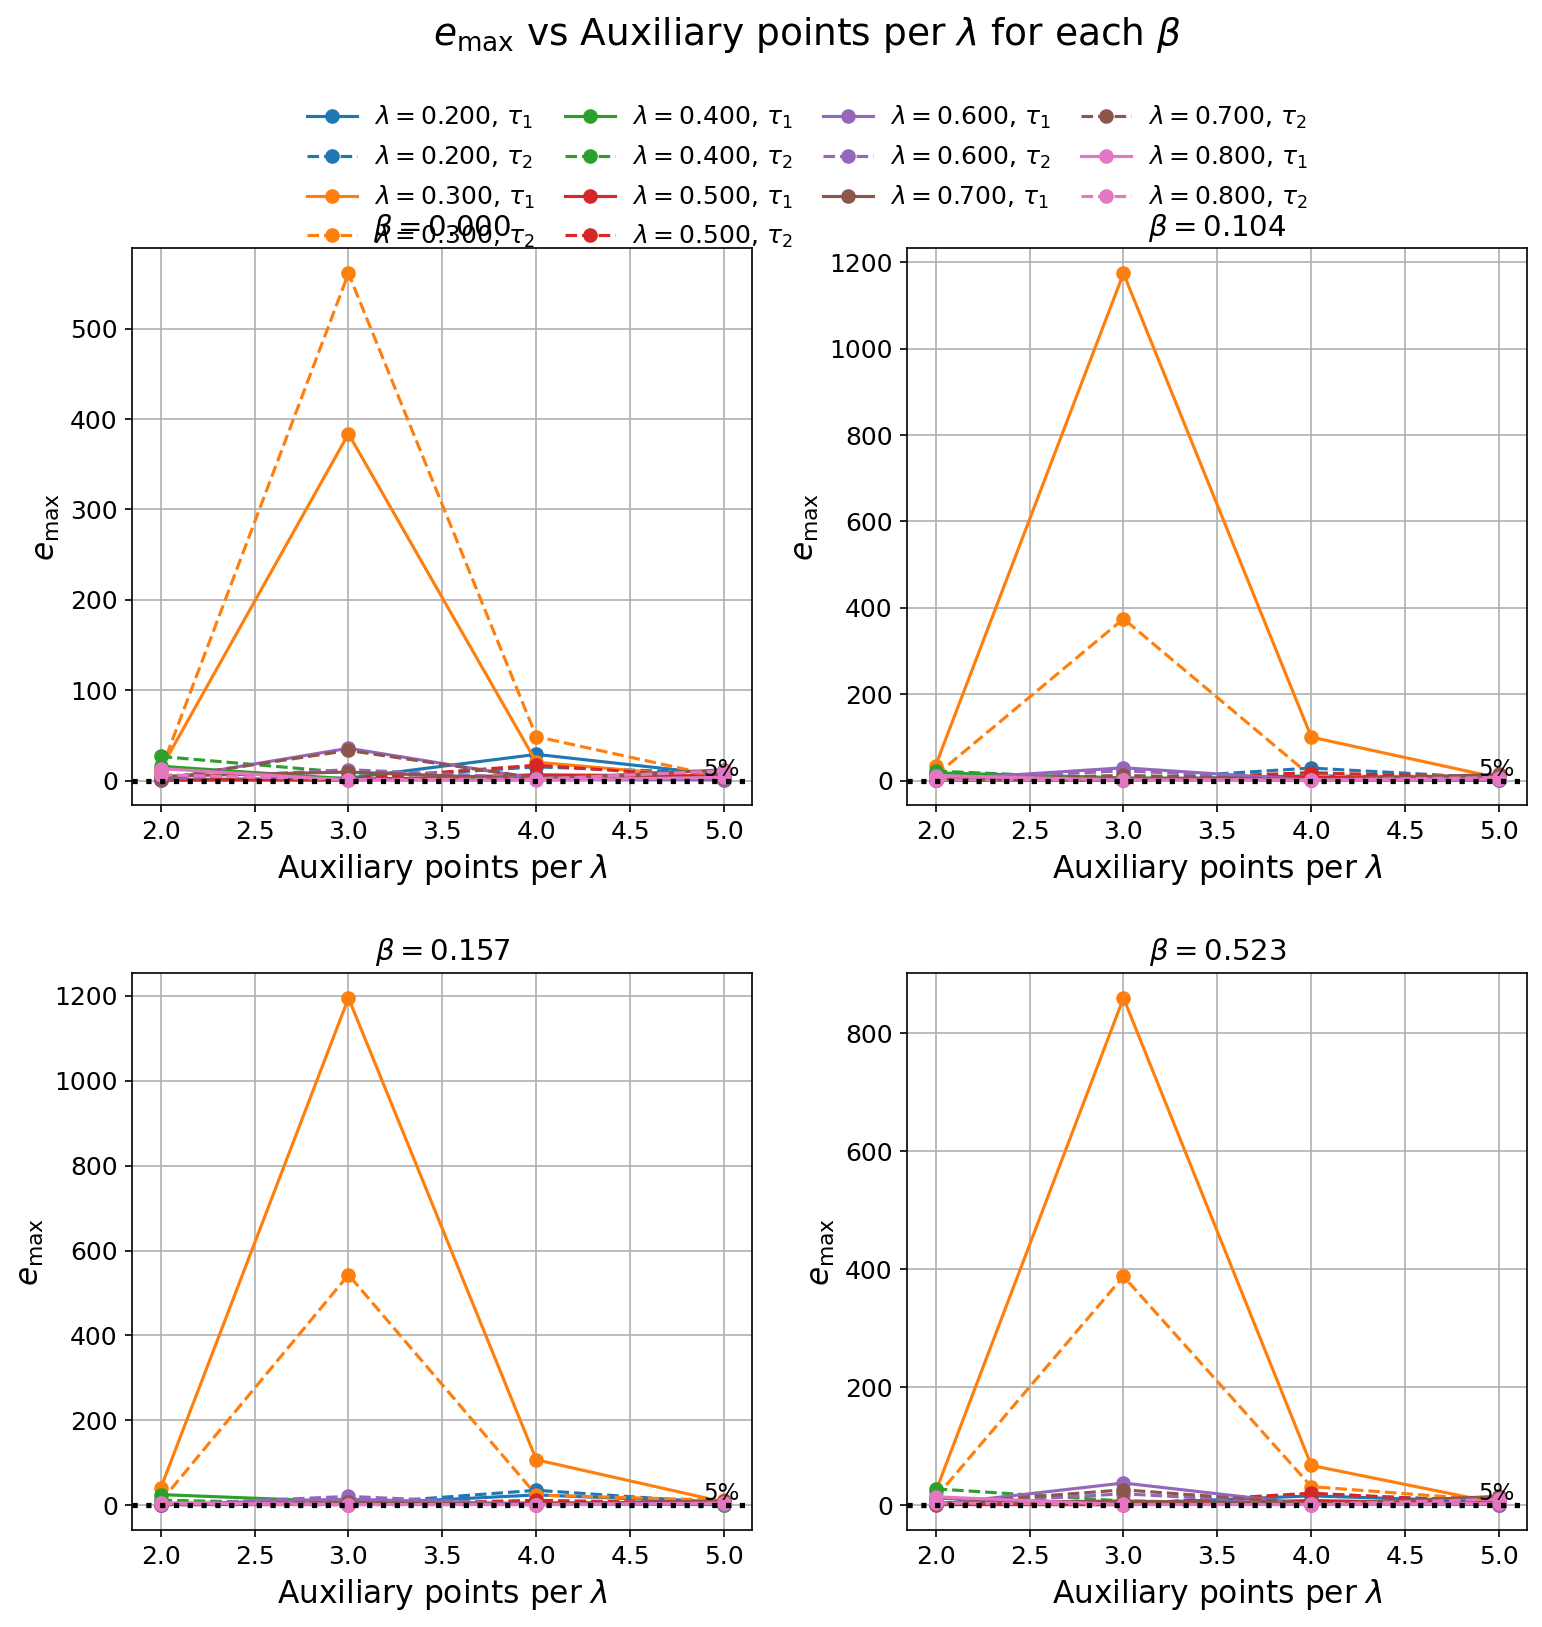 e_max vs Auxiliary points per λ for each β
λ = 0.200, τ₁
λ = 0.200, τ₂
λ = 0.300, τ₁
λ = 0.300, τ₂
λ = 0.400, τ₁
λ = 0.400, τ₂
λ = 0.500, τ₁
λ = 0.500, τ₂
λ = 0.600, τ₁
λ = 0.600, τ₂
λ = 0.700, τ₁
λ = 0.700, τ₂
λ = 0.800, τ₁
λ = 0.800, τ₂
β = 0.000
e_max
500
400
300
200
100
0
5%
2.0 2.5 3.0 3.5 4.0 4.5 5.0
Auxiliary points per λ
β = 0.104
e_max
1200
1000
800
600
400
200
0
5%
2.0 2.5 3.0 3.5 4.0 4.5 5.0
Auxiliary points per λ
β = 0.157
e_max
1200
1000
800
600
400
200
0
5%
2.0 2.5 3.0 3.5 4.0 4.5 5.0
Auxiliary points per λ
β = 0.523
e_max
800
600
400
200
0
5%
2.0 2.5 3.0 3.5 4.0 4.5 5.0
Auxiliary points per λ